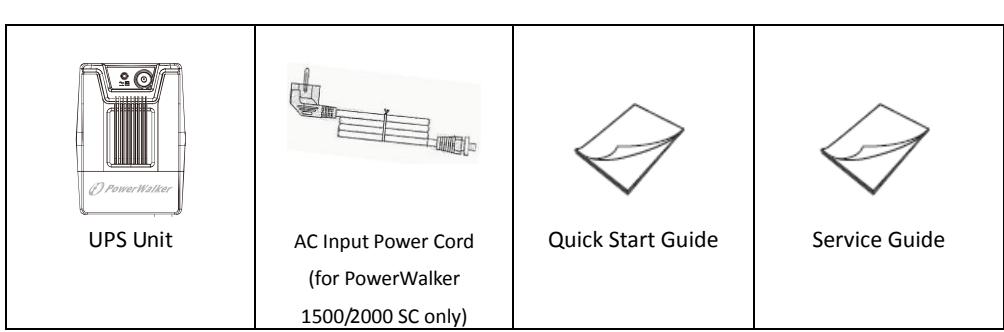 PowerWalker
UPS Unit
AC Input Power Cord
(for PowerWalker
1500/2000 SC only)
Quick Start Guide
Service Guide